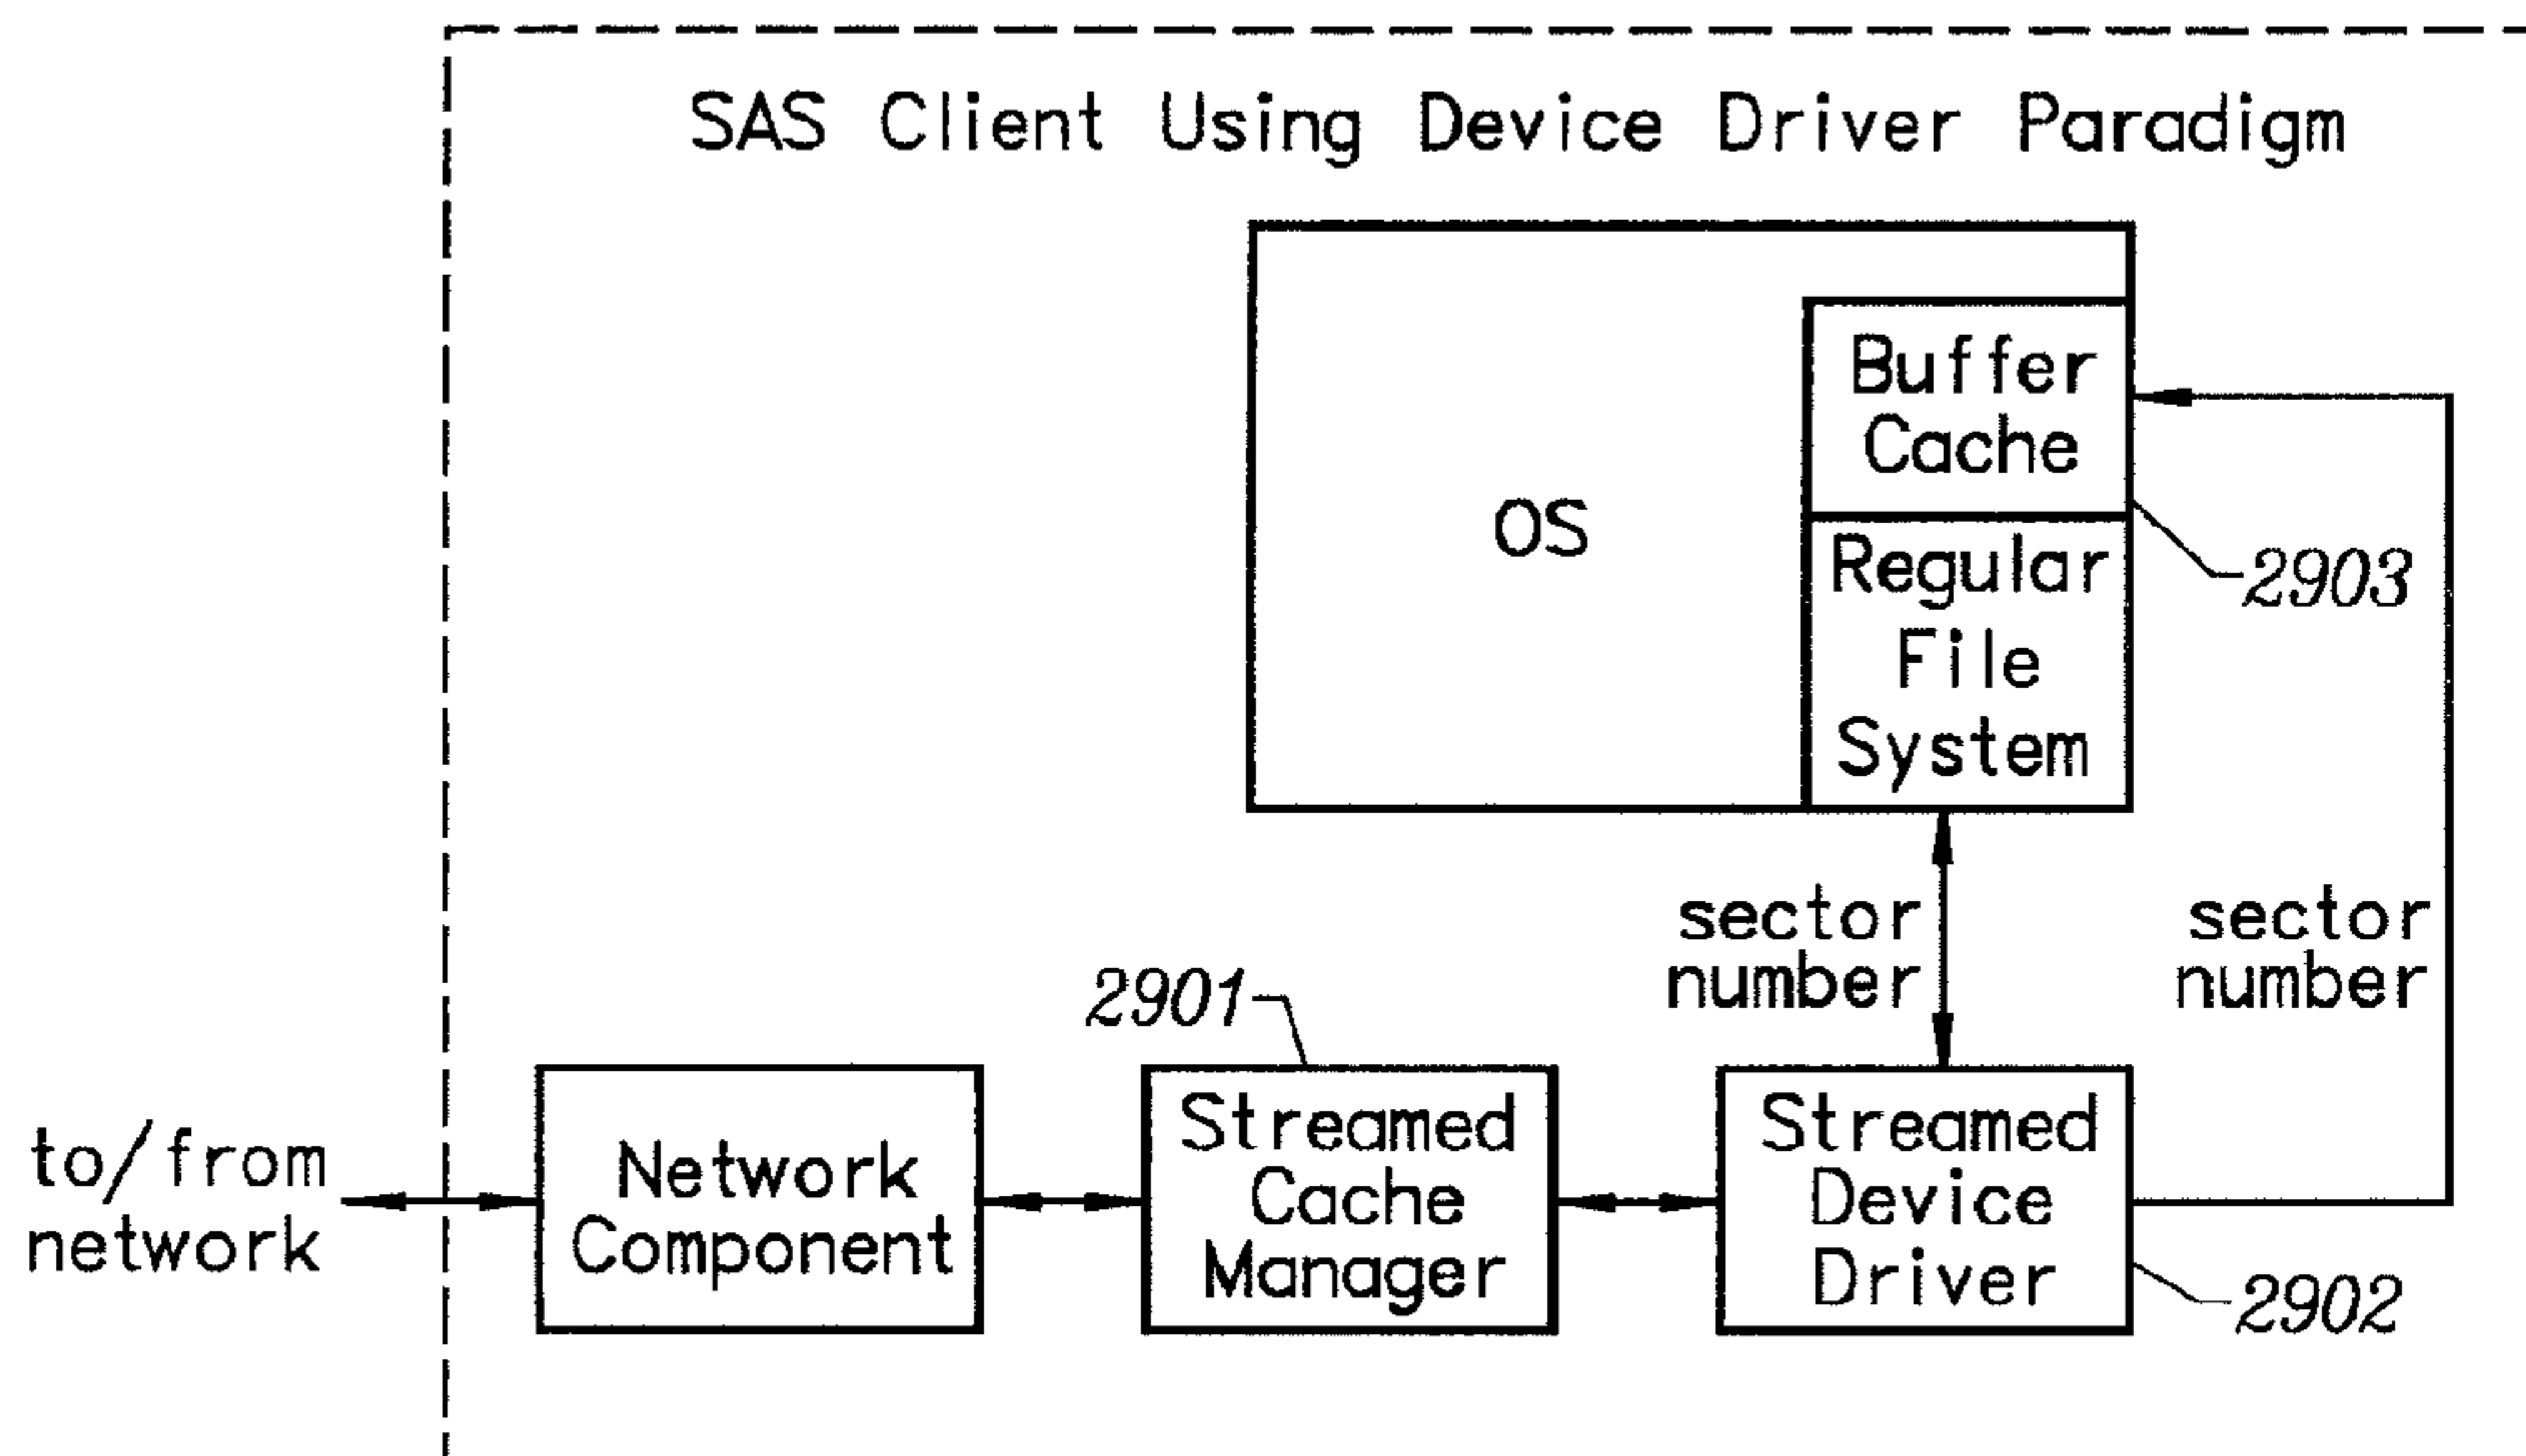 SAS Client Using Device Driver Paradigm
Buffer
Cache
OS
Regular
File
System
2903
sector
number
sector
number
2901
to/from
network
Network
Component
Streamed
Cache
Manager
Streamed
Device
Driver
2902